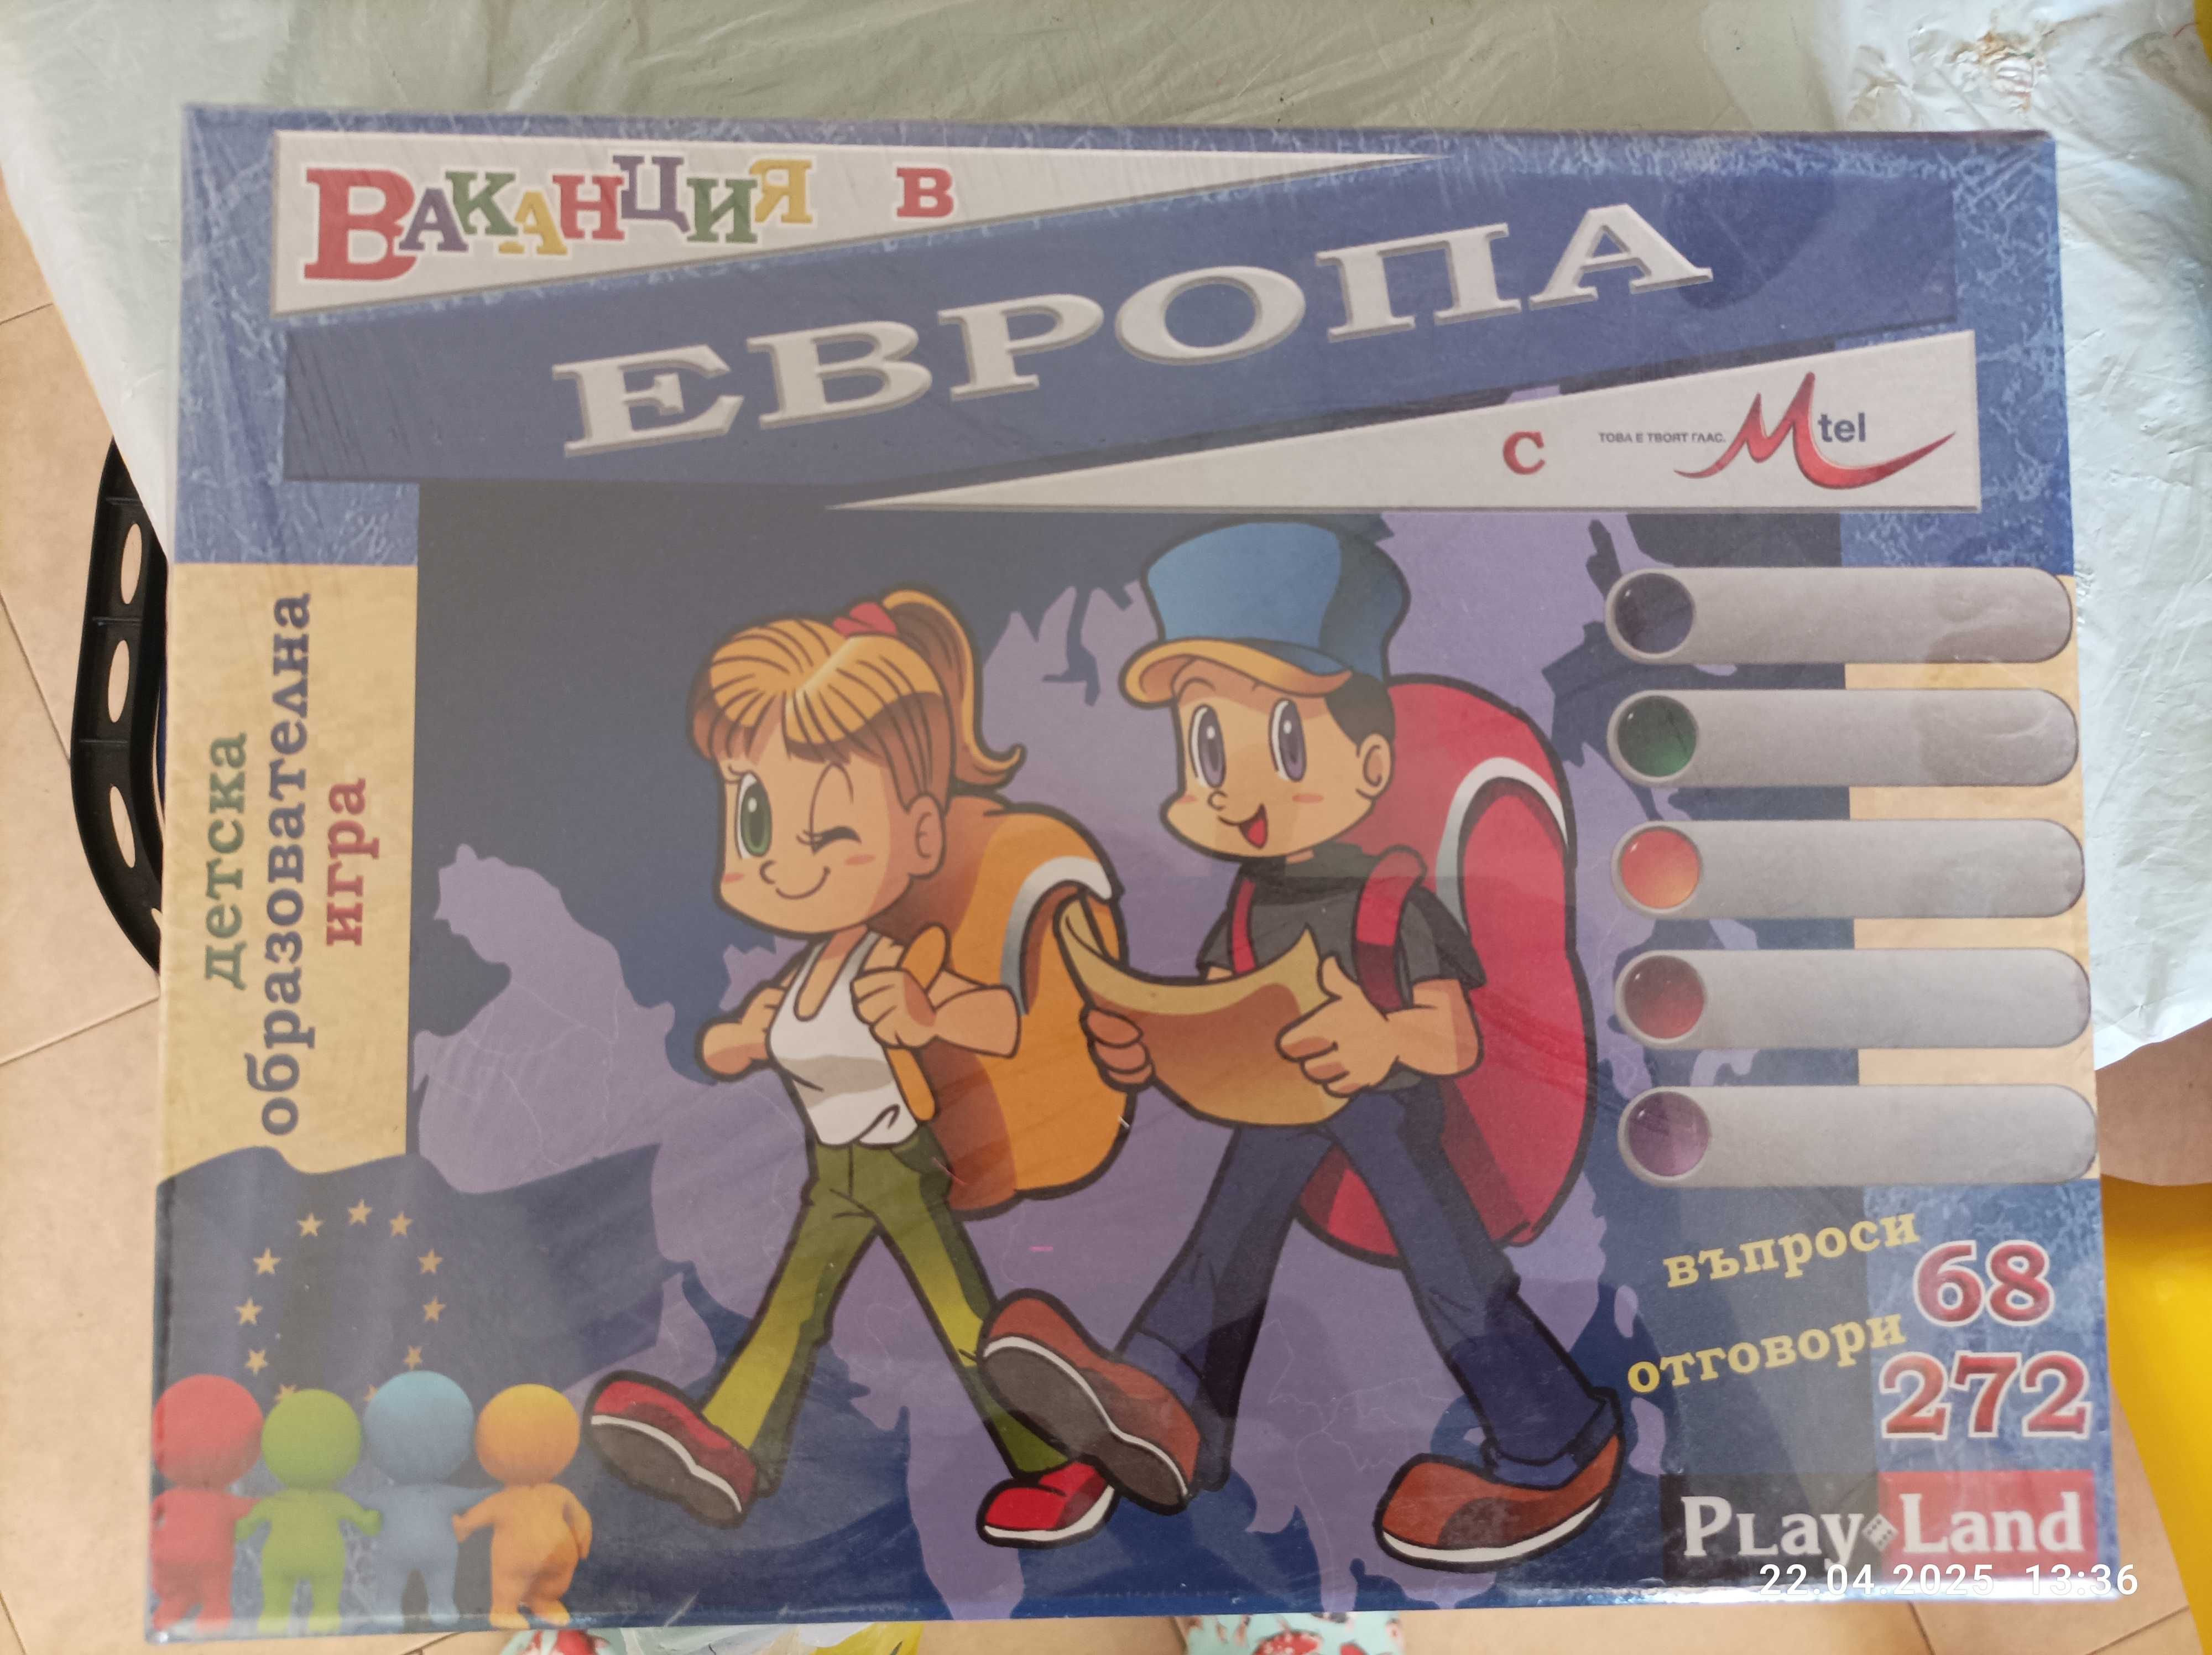 Ваканция в
ЕВРОПА
с
ТОВА Е ТВОЯТ ГЛАС.
Mtel
детска
образователна
игра
въпроси
68
отговори
272
PLay Land
22.04.2025 13:36